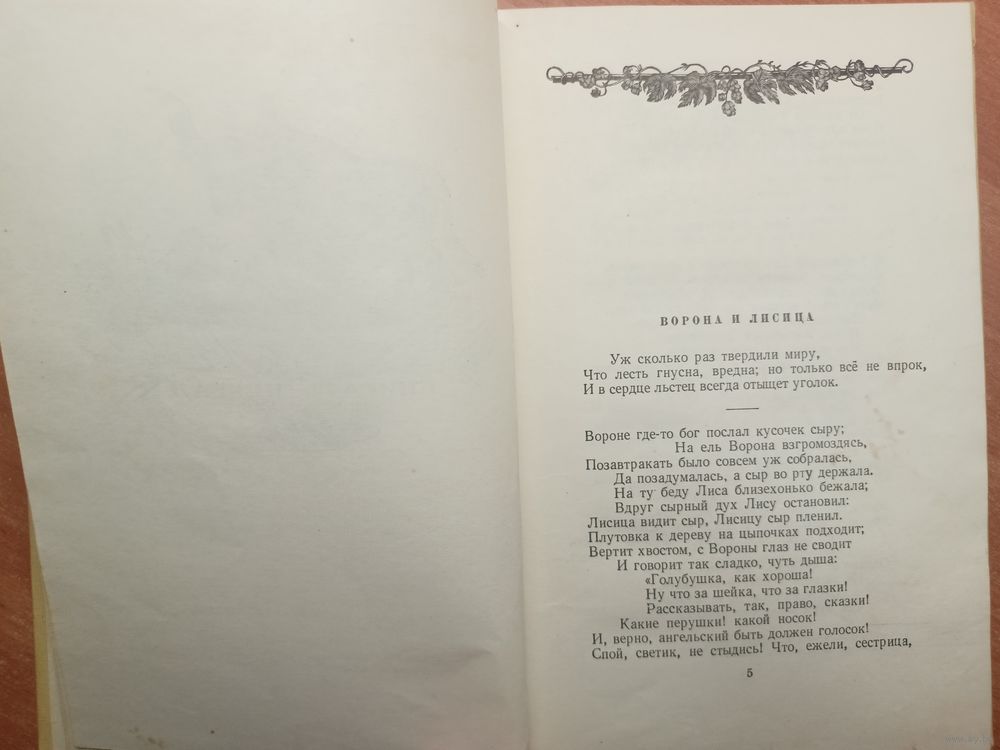 ВОРОНА И ЛИСИЦА
Уж сколько раз твердили миру,
Что лесть гнусна, вредна; но только всё не впрок,
И в сердце льстец всегда отыщет уголок.
Вороне где-то бог послал кусочек сыру;
На ель Ворона взгромоздясь,
Позавтракать было совсем уж собралась,
Да позадумалась, а сыр во рту держала.
На ту беду Лиса близехонько бежала;
Вдруг сырный дух Лису остановил:
Лисица видит сыр, Лисицу сыр пленил.
Плутовка к дереву на цыпочках подходит;
Вертит хвостом, с Вороны глаз не сводит
И говорит так сладко, чуть дыша:
«Голубушка, как хороша!
Ну что за шейка, что за глазки!
Рассказывать, так, право, сказки!
Какие перушки! какой носок!
И, верно, ангельский быть должен голосок!
Спой, светик, не стыдись! Что, ежели, сестрица,
5